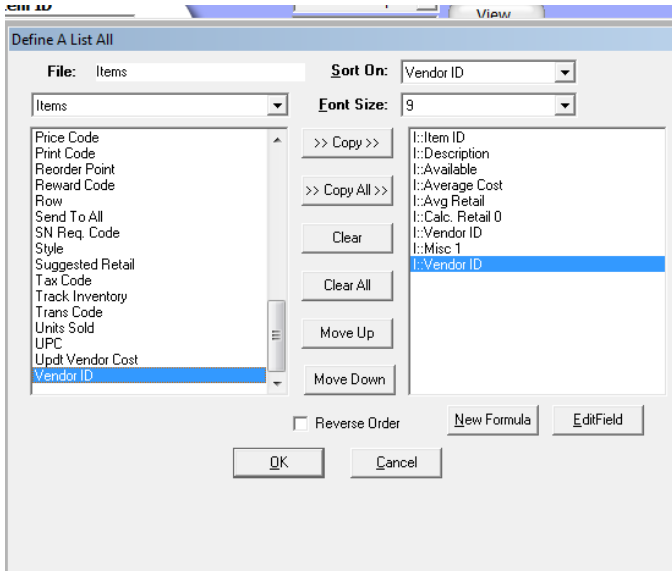 View
Define A List All
File: Items
Sort On: Vendor ID
Items
Font Size: 9
Price Code
Print Code
Reorder Point
Reward Code
Row
Send To All
SN Req. Code
Style
Suggested Retail
Tax Code
Track Inventory
Trans Code
Units Sold
UPC
Updt Vendor Cost
Vendor ID
>> Copy >>
>> Copy All >>
Clear
Clear All
Move Up
Move Down
I::Item ID
I::Description
I::Available
I::Average Cost
I::Avg Retail
I::Calc. Retail 0
I::Vendor ID
I::Misc 1
I::Vendor ID
Reverse Order
New Formula
EditField
OK
Cancel